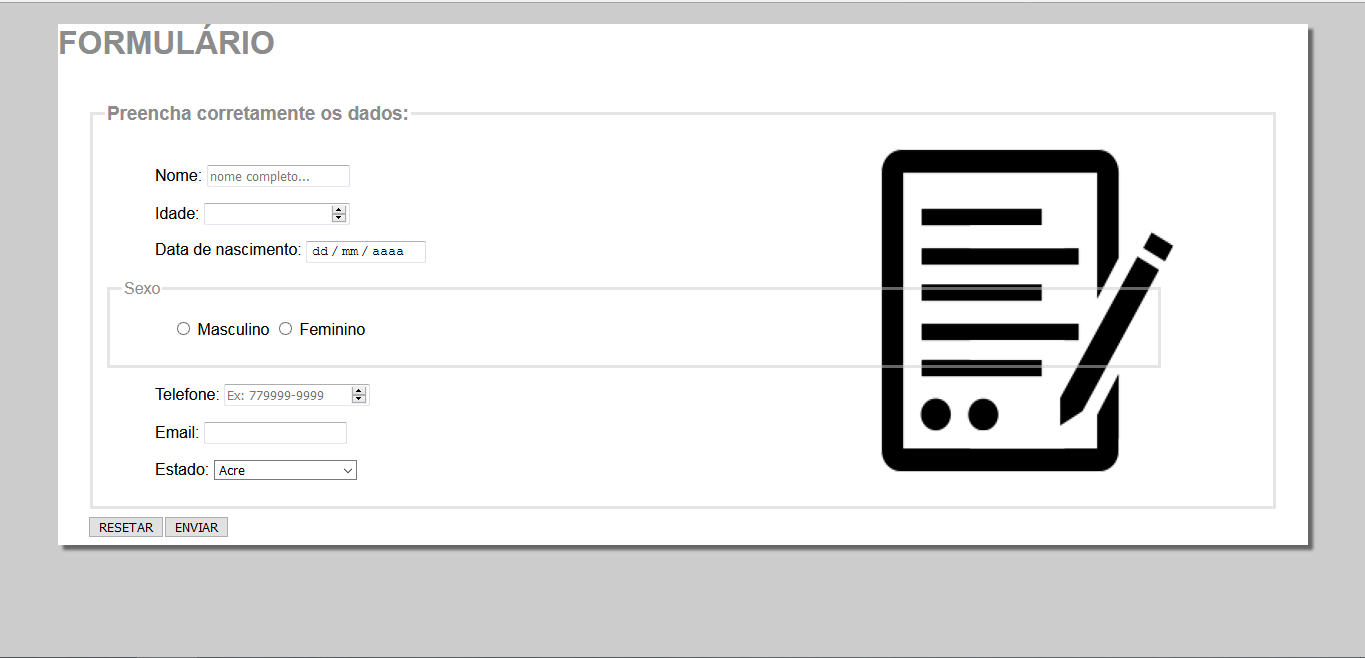 FORMULÁRIO
Preencha corretamente os dados:
Nome: nome completo...
Idade:
Data de nascimento: dd / mm / aaaa
Sexo
Masculino Feminino
Telefone: Ex: 779999-9999
Email:
Estado: Acre
RESETAR ENVIAR